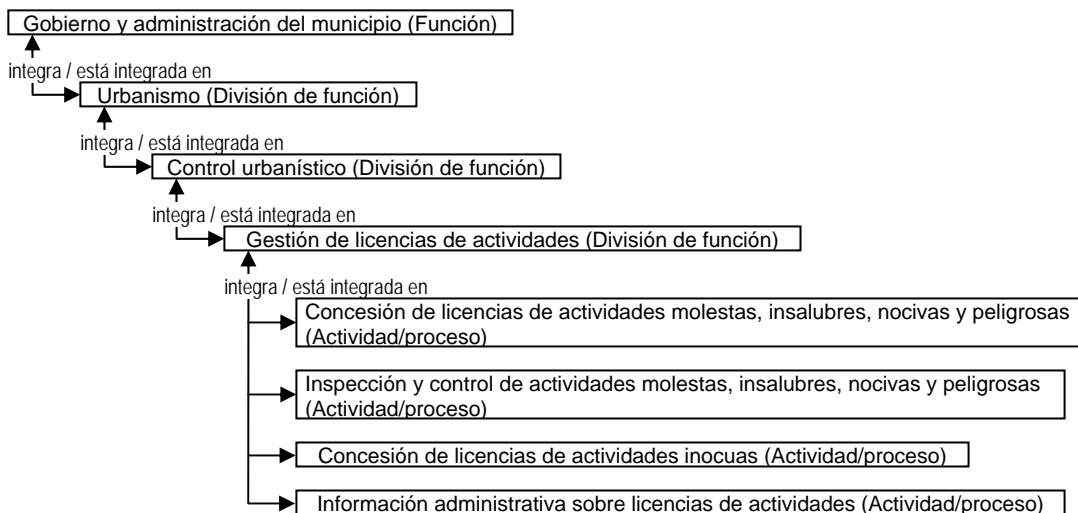 Gobierno y administración del municipio (Función)
integra / está integrada en
Urbanismo (División de función)
integra / está integrada en
Control urbanístico (División de función)
integra / está integrada en
Gestión de licencias de actividades (División de función)
integra / está integrada en
Concesión de licencias de actividades molestas, insalubres, nocivas y peligrosas
(Actividad/proceso)
Inspección y control de actividades molestas, insalubres, nocivas y peligrosas
(Actividad/proceso)
Concesión de licencias de actividades inocuas (Actividad/proceso)
Información administrativa sobre licencias de actividades (Actividad/proceso)